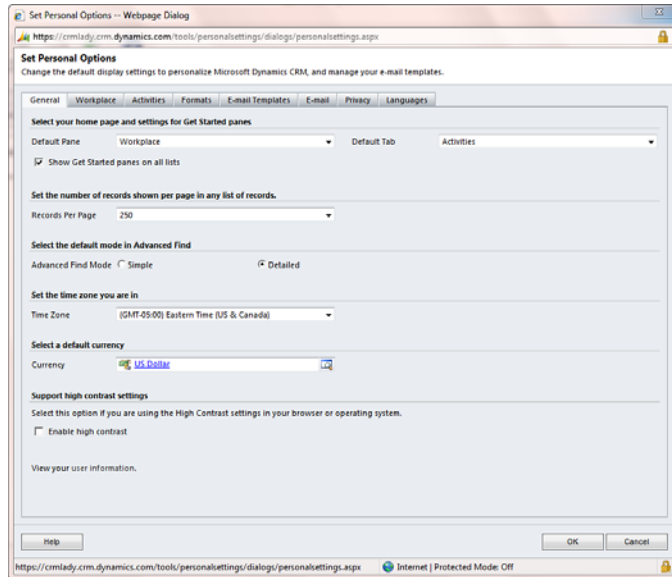 Set Personal Options -- Webpage Dialog
https://crmlady.crm.dynamics.com/tools/personalsettings/dialogs/personalsettings.aspx
Set Personal Options
Change the default display settings to personalize Microsoft Dynamics CRM, and manage your e-mail templates.
General Workplace Activities Formats E-mail Templates E-mail Privacy Languages
Select your home page and settings for Get Started panes
Default Pane Workplace Default Tab Activities
Show Get Started panes on all lists
Set the number of records shown per page in any list of records.
Records Per Page 250
Select the default mode in Advanced Find
Advanced Find Mode Simple Detailed
Set the time zone you are in
Time Zone (GMT-05:00) Eastern Time (US & Canada)
Select a default currency
Currency US Dollar
Support high contrast settings
Select this option if you are using the High Contrast settings in your browser or operating system.
Enable high contrast
View your user information.
Help OK Cancel
https://crmlady.crm.dynamics.com/tools/personalsettings/dialogs/personalsettings.aspx Internet | Protected Mode: Off